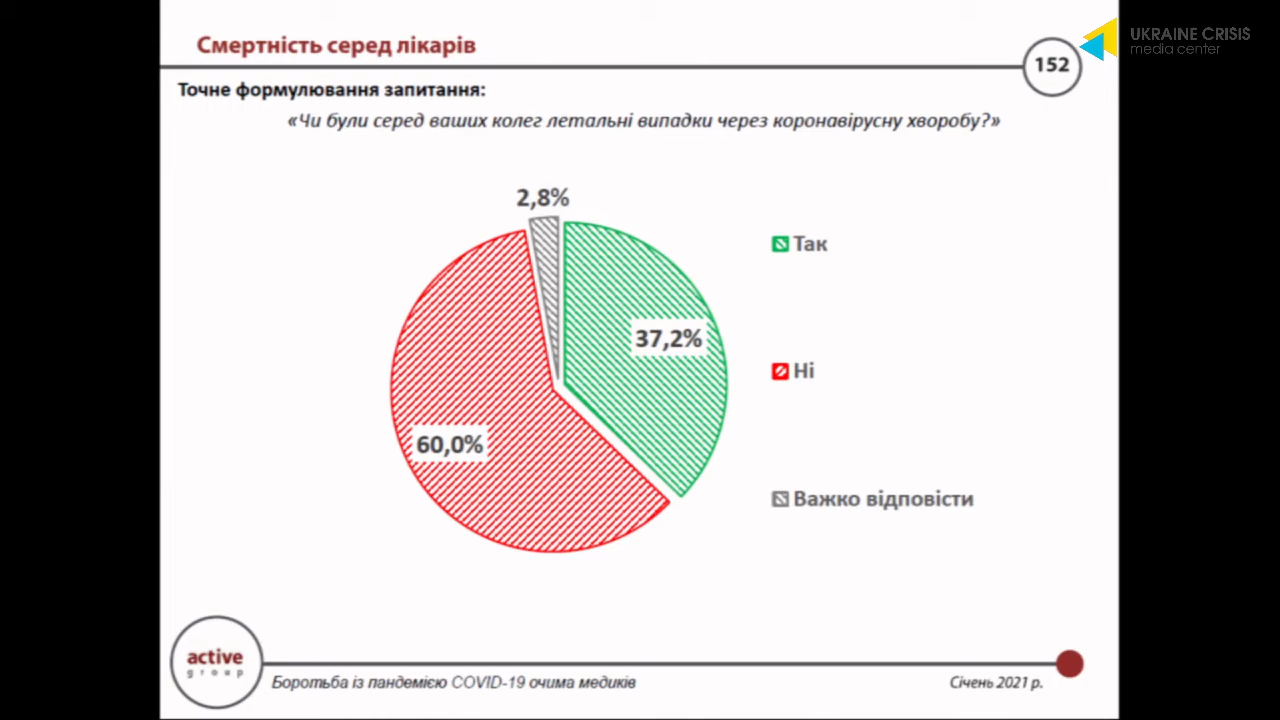 Смертність серед лікарів
UKRAINE CRISIS
media center
152
Точне формулювання запитання:
«Чи були серед ваших колег летальні випадки через коронавірусну хворобу?»
2,8%
Так
37,2%
Ні
60,0%
Важко відповісти
active
group
Боротьба із пандемією COVID-19 очима медиків
Січень 2021 р.